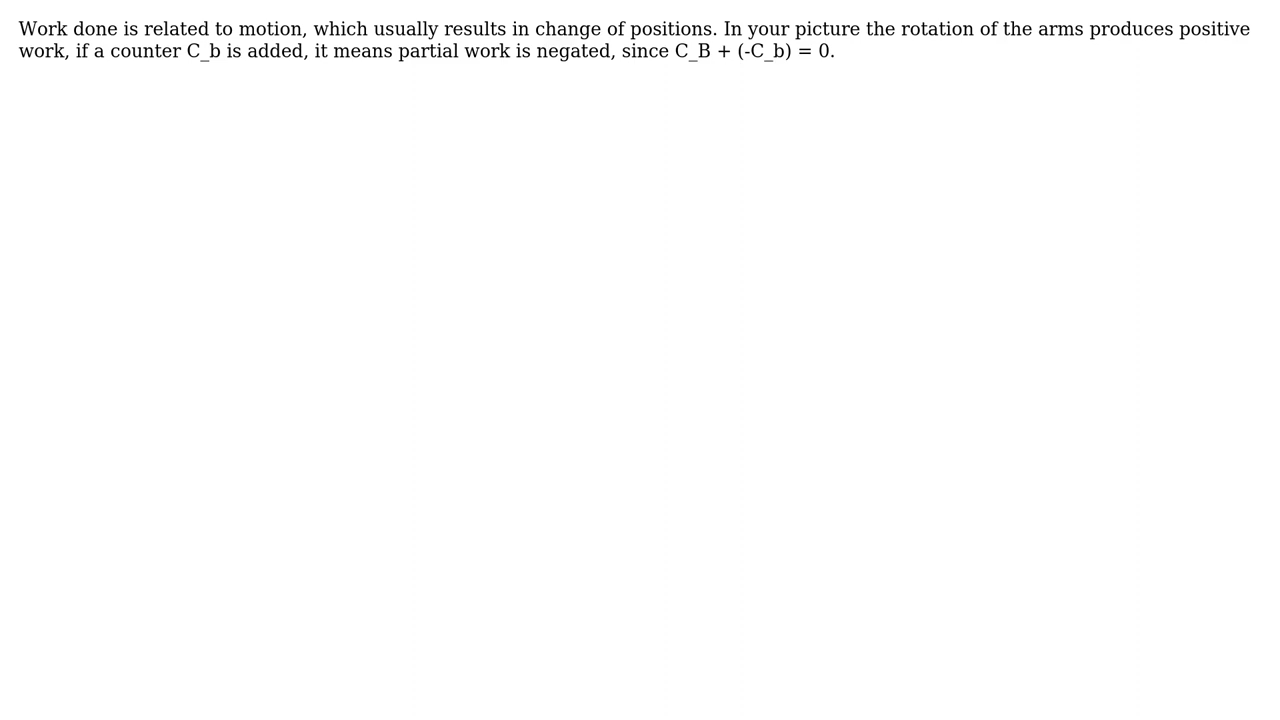 Work done is related to motion, which usually results in change of positions. In your picture the rotation of the arms produces positive
work, if a counter C_b is added, it means partial work is negated, since C_B + (-C_b) = 0.